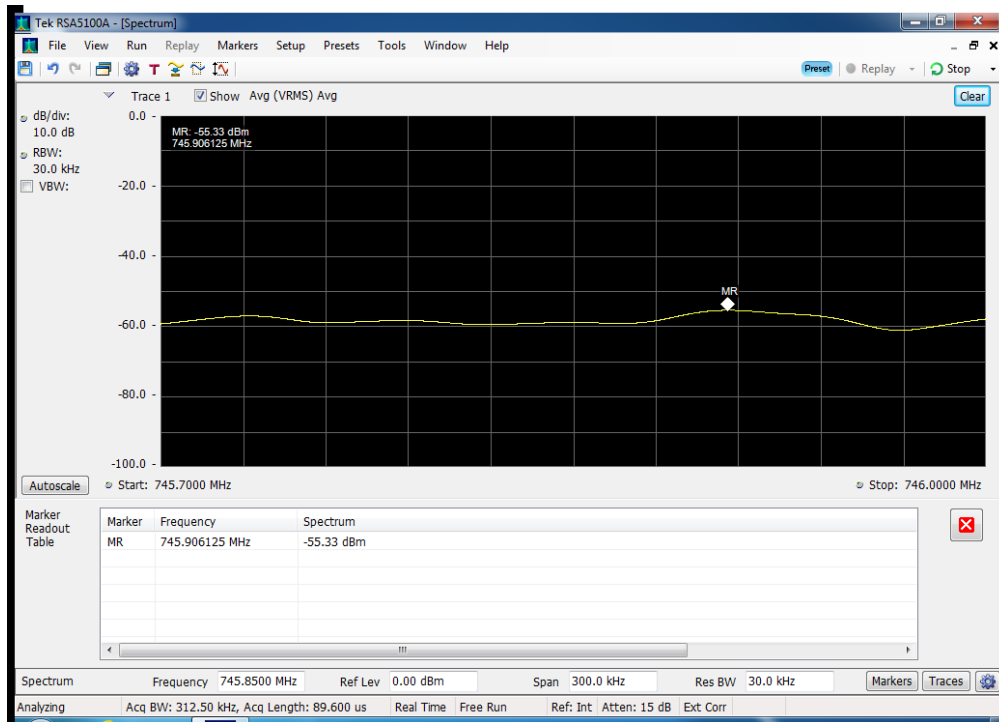 Tek RSA5100A - [Spectrum]
File View Run Replay Markers Setup Presets Tools Window Help
T Preset Replay Stop
Trace 1 Show Avg (VRMS) Avg Clear
dB/div:
10.0 dB
RBW:
30.0 kHz
VBW:
0.0
-20.0
-40.0
-60.0
-80.0
-100.0
MR: -55.33 dBm
745.906125 MHz
MR
Autoscale Start: 745.7000 MHz Stop: 746.0000 MHz
Marker
Readout
Table
Marker Frequency Spectrum
MR 745.906125 MHz -55.33 dBm
Spectrum Frequency 745.8500 MHz Ref Lev 0.00 dBm Span 300.0 kHz Res BW 30.0 kHz Markers Traces
Analyzing Acq BW: 312.50 kHz, Acq Length: 89.600 us Real Time Free Run Ref: Int Atten: 15 dB Ext Corr